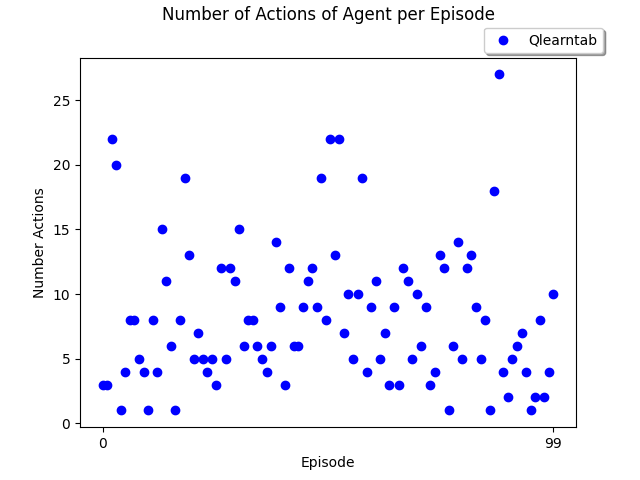 Number of Actions of Agent per Episode
Qlearntab
25
20
15
10
5
0
Number Actions
0
99
Episode